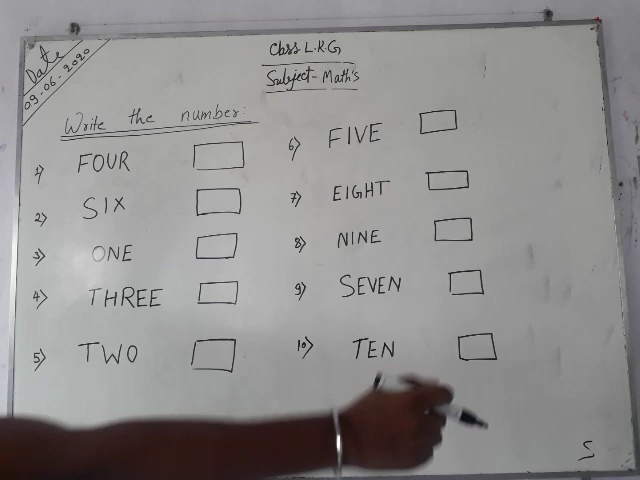 Date
09-06-2020
Class L.R.G
Subject- Math's
Write the number:
1) FOUR
2) SIX
3) ONE
4) THREE
5) TWO
6) FIVE
7) EIGHT
8) NINE
9) SEVEN
10) TEN
S